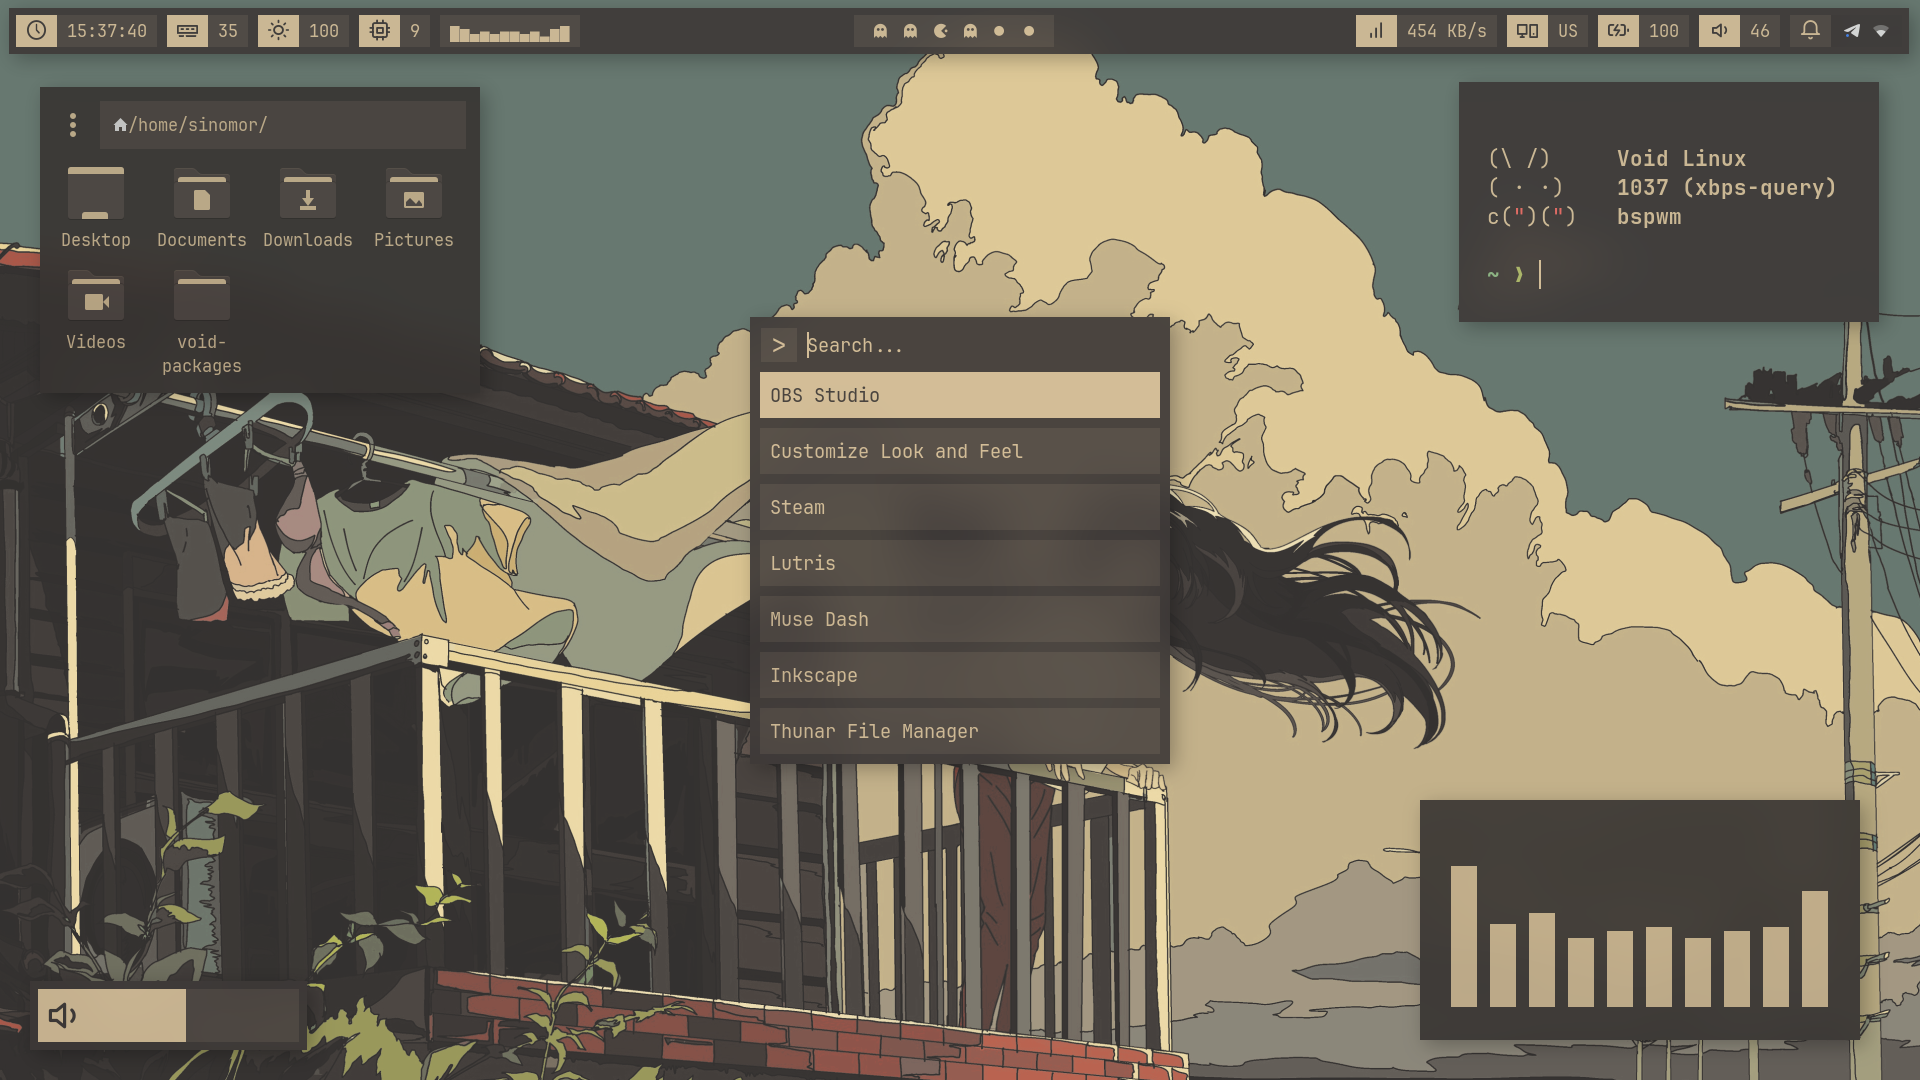 15:37:40 35 100 9 454 KB/s US 100 46
/home/sinomor/
Desktop Documents Downloads Pictures
Videos void-
packages
(\ /) Void Linux
( · ·) 1037 (xbps-query)
c(")(") bspwm
~ ❯
> Search...
OBS Studio
Customize Look and Feel
Steam
Lutris
Muse Dash
Inkscape
Thunar File Manager